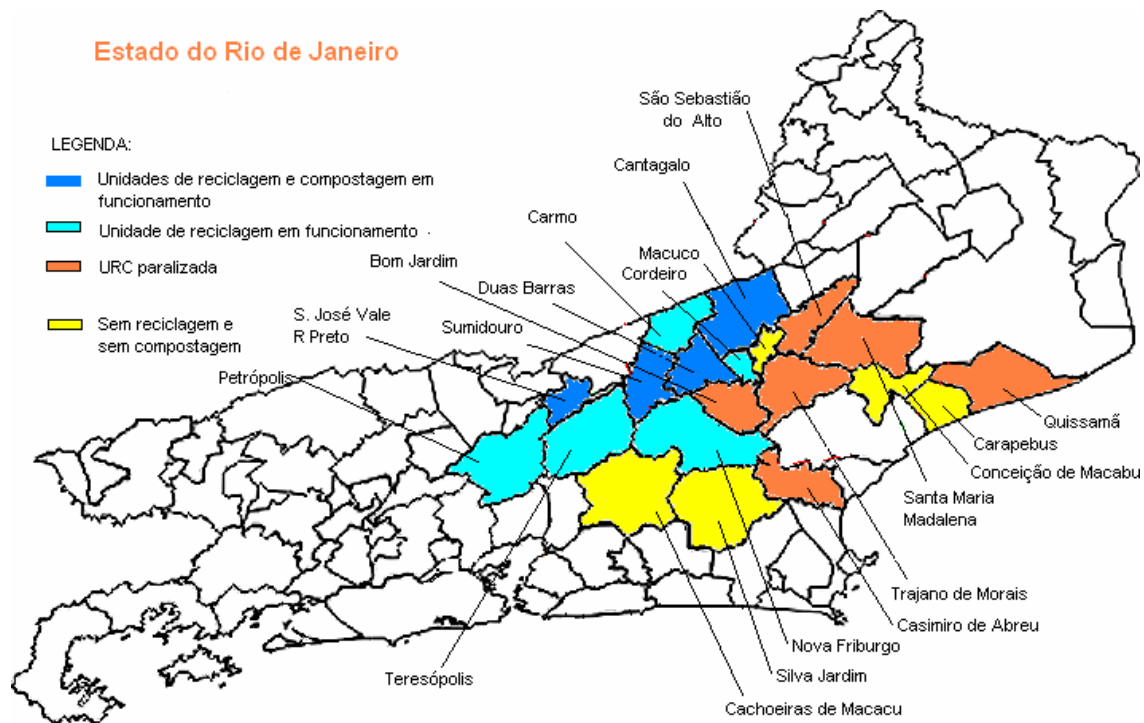 Estado do Rio de Janeiro
LEGENDA:
Unidades de reciclagem e compostagem em
funcionamento
Unidade de reciclagem em funcionamento
URC paralizada
Sem reciclagem e
sem compostagem
São Sebastião
do Alto
Cantagalo
Carmo
Macuco
Cordeiro
Bom Jardim
Duas Barras
S. José Vale
R Preto
Sumidouro
Petrópolis
Quissamã
Carapebus
Conceição de Macabu
Santa Maria
Madalena
Trajano de Morais
Casimiro de Abreu
Nova Friburgo
Silva Jardim
Teresópolis
Cachoeiras de Macacu